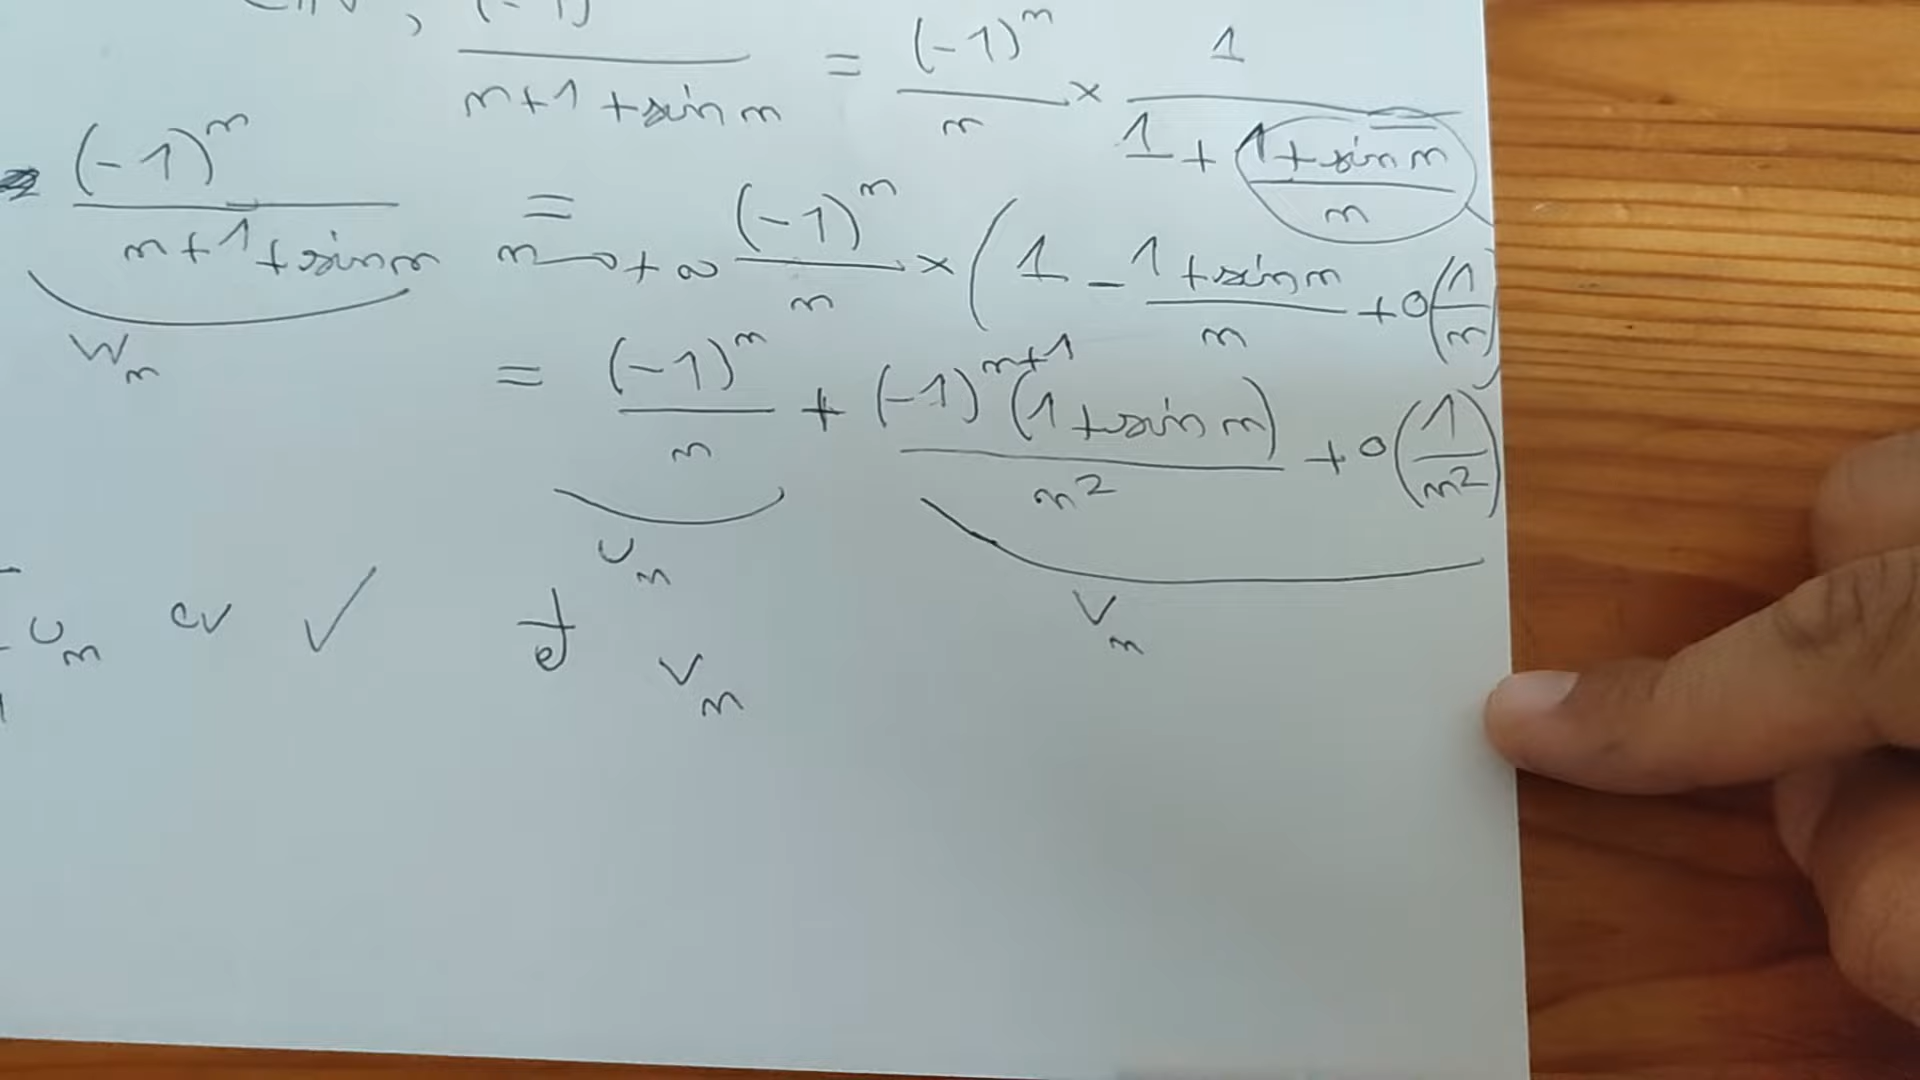 (-1) / (n+1+sin n) = (-1)^n / n × 1 / (1 + (1+sin n)/n)
(-1)^n / (n+1+sin n) =_{n→+∞} (-1)^n / n × (1 - (1+sin n)/n + o(1/n)
W_n
= (-1)^n / n + (-1)^{n+1} (1+sin n) / n^2 + o(1/n^2)
U_n
V_n
U_n cv ✓ et V_n